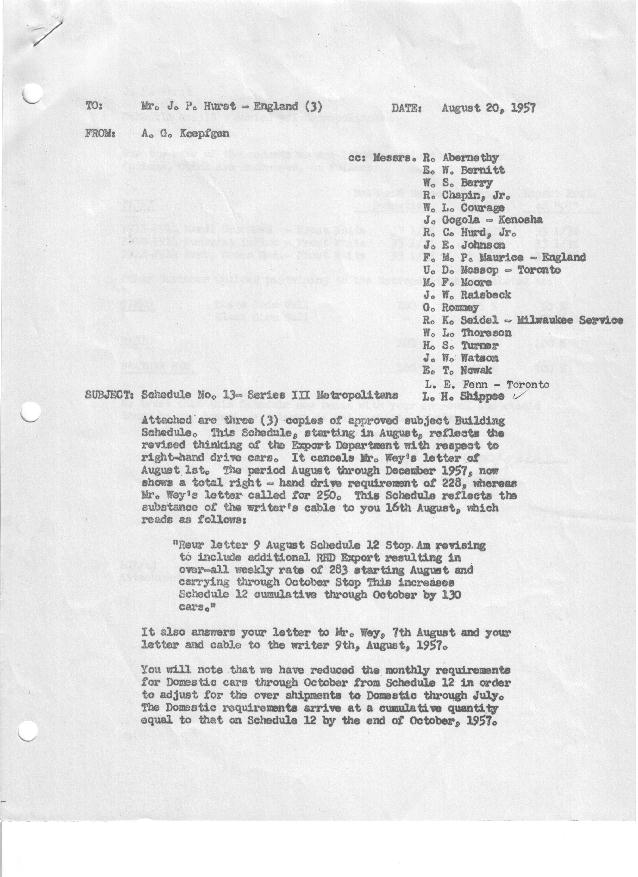 TO: Mr. J. P. Hurst - England (3) DATE: August 20, 1957
FROM: A. G. Koepfgen
cc: Messrs. R. Abernethy
E. W. Bernitt
W. S. Berry
R. Chapin, Jr.
W. L. Courage
J. Gogola - Kenosha
R. C. Hurd, Jr.
J. E. Johnson
F. M. P. Maurice - England
U. D. Mossop - Toronto
M. F. Moore
J. W. Raisbeck
G. Romney
R. K. Seidel - Milwaukee Service
W. L. Thoreson
H. S. Turner
J. W. Watson
E. T. Nowak
L. E. Fenn - Toronto
SUBJECT: Schedule No. 13- Series III Metropolitans L. H. Shippee
Attached are three (3) copies of approved subject Building
Schedule. This Schedule, starting in August, reflects the
revised thinking of the Export Department with respect to
right-hand drive cars. It cancels Mr. Wey's letter of
August 1st. The period August through December 1957, now
shows a total right - hand drive requirement of 228, whereas
Mr. Wey's letter called for 250. This Schedule reflects the
substance of the writer's cable to you 16th August, which
reads as follows:
"Reur letter 9 August Schedule 12 Stop Am revising
to include additional RHD Export resulting in
over-all weekly rate of 283 starting August and
carrying through October Stop This increases
Schedule 12 cumulative through October by 130
cars."
It also answers your letter to Mr. Wey, 7th August and your
letter and cable to the writer 9th, August, 1957.
You will note that we have reduced the monthly requirements
for Domestic cars through October from Schedule 12 in order
to adjust for the over shipments to Domestic through July.
The Domestic requirements arrive at a cumulative quantity
equal to that on Schedule 12 by the end of October, 1957.